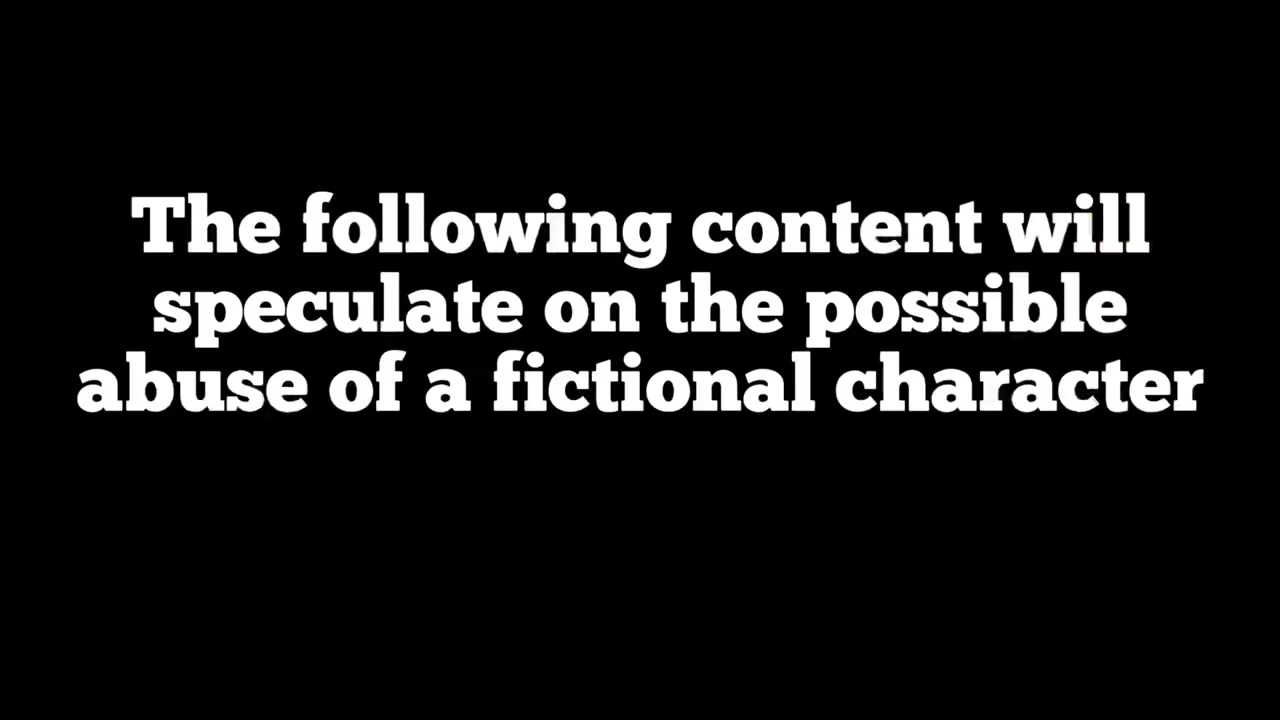 The following content will
speculate on the possible
abuse of a fictional character